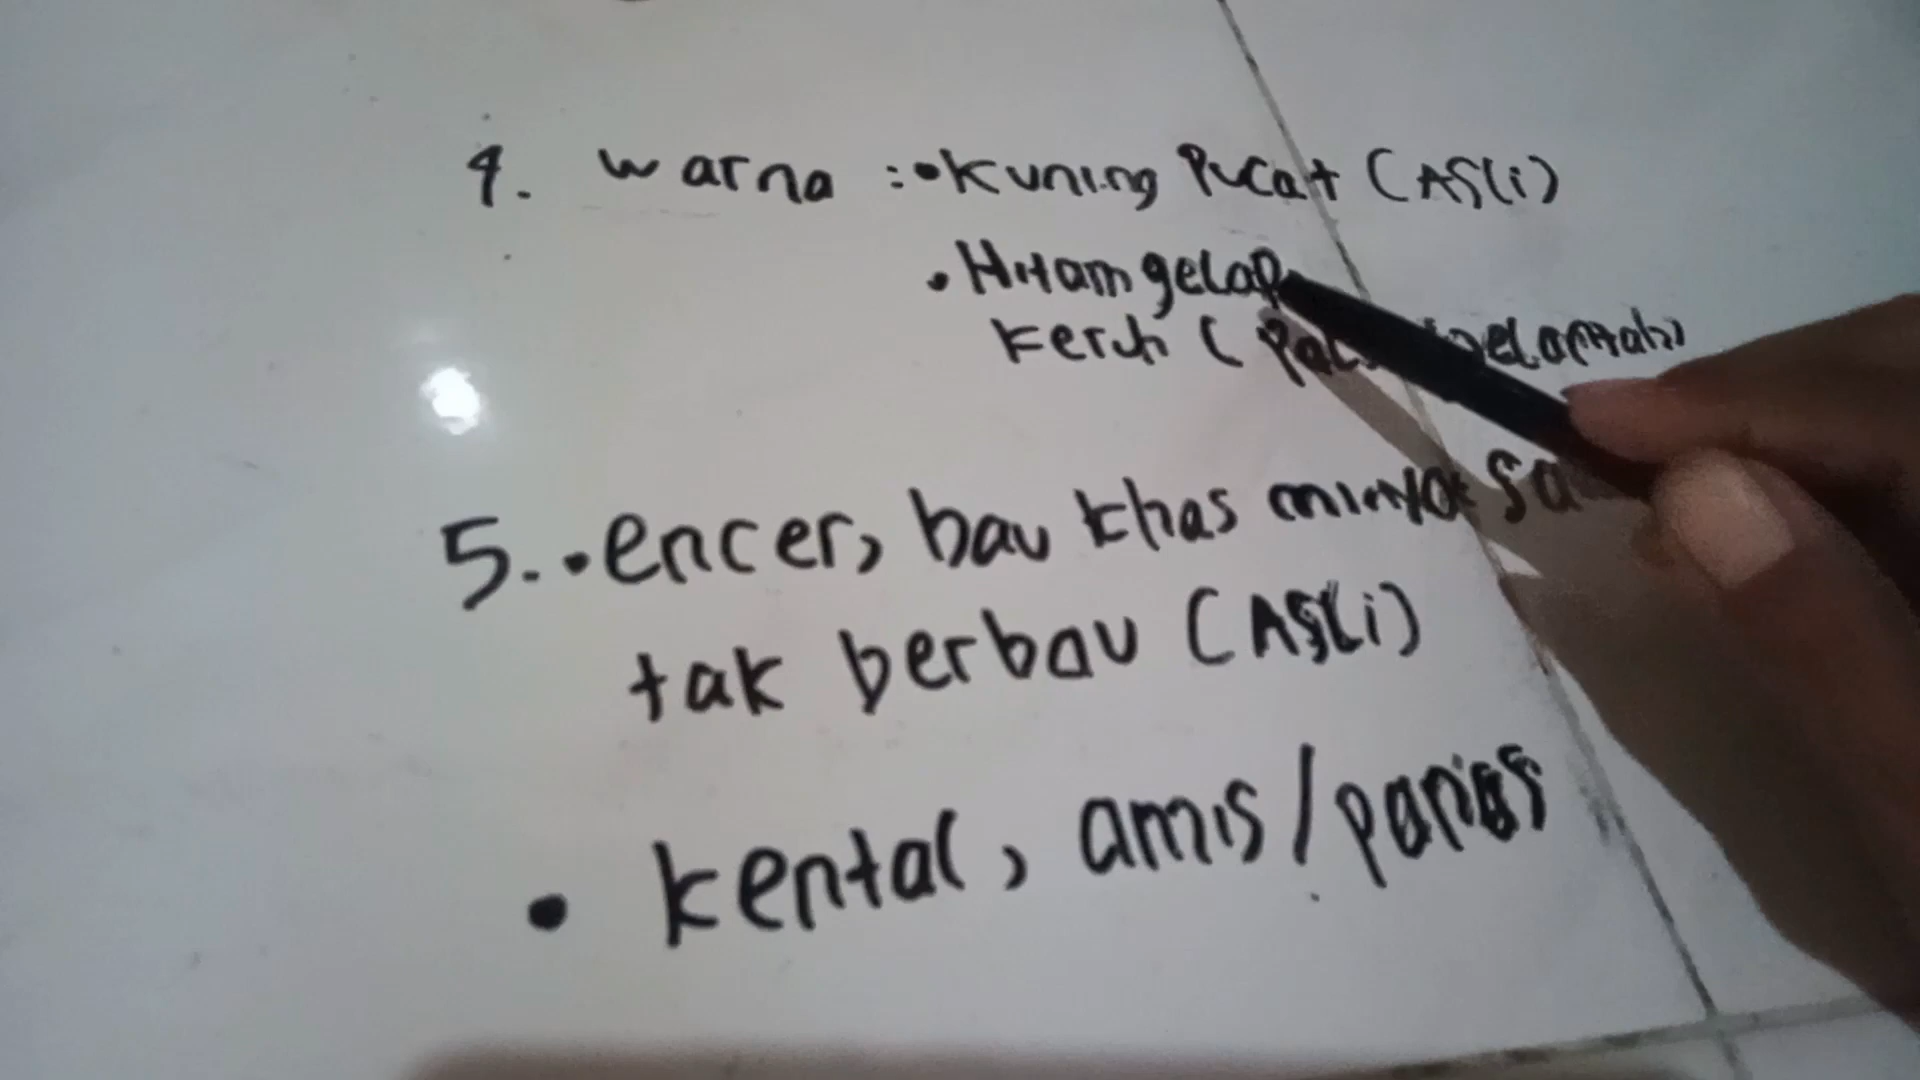 4. warna : • Kuning Pucat (Asli)
• Hitam gelap
Keruh (
5. • encer, bau khas
tak berbau (Asli)
• kental, amis/panas